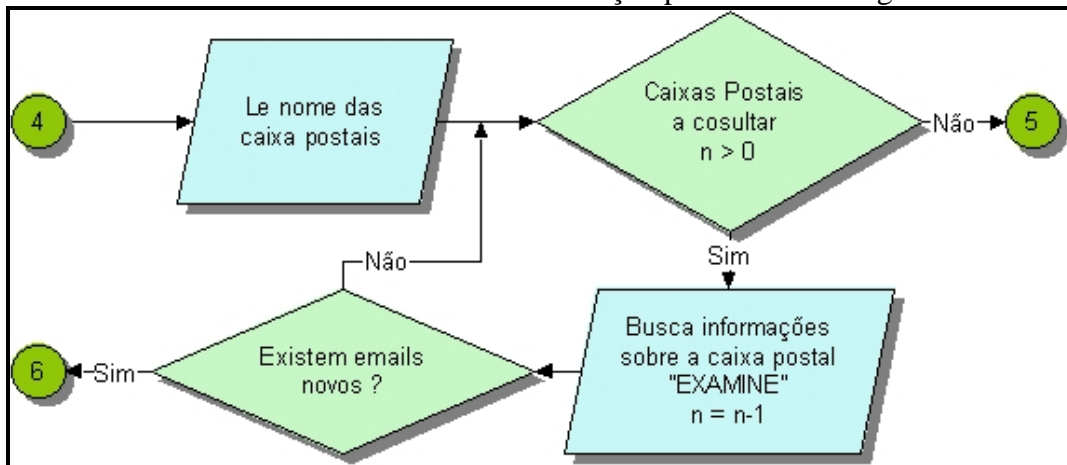 4
Le nome das
caixa postais
Caixas Postais
a cosultar
n > 0
Não
5
Sim
Busca informações
sobre a caixa postal
"EXAMINE"
n = n-1
Existem emails
novos ?
Não
Sim
6